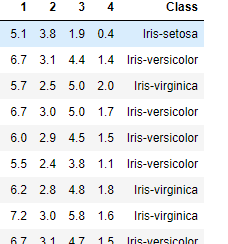 1 2 3 4 Class
5.1 3.8 1.9 0.4 Iris-setosa
6.7 3.1 4.4 1.4 Iris-versicolor
5.7 2.5 5.0 2.0 Iris-virginica
6.7 3.0 5.0 1.7 Iris-versicolor
6.0 2.9 4.5 1.5 Iris-versicolor
5.5 2.4 3.8 1.1 Iris-versicolor
6.2 2.8 4.8 1.8 Iris-virginica
7.2 3.0 5.8 1.6 Iris-virginica
6.7 3.1 4.7 1.5 Iris-versicolor